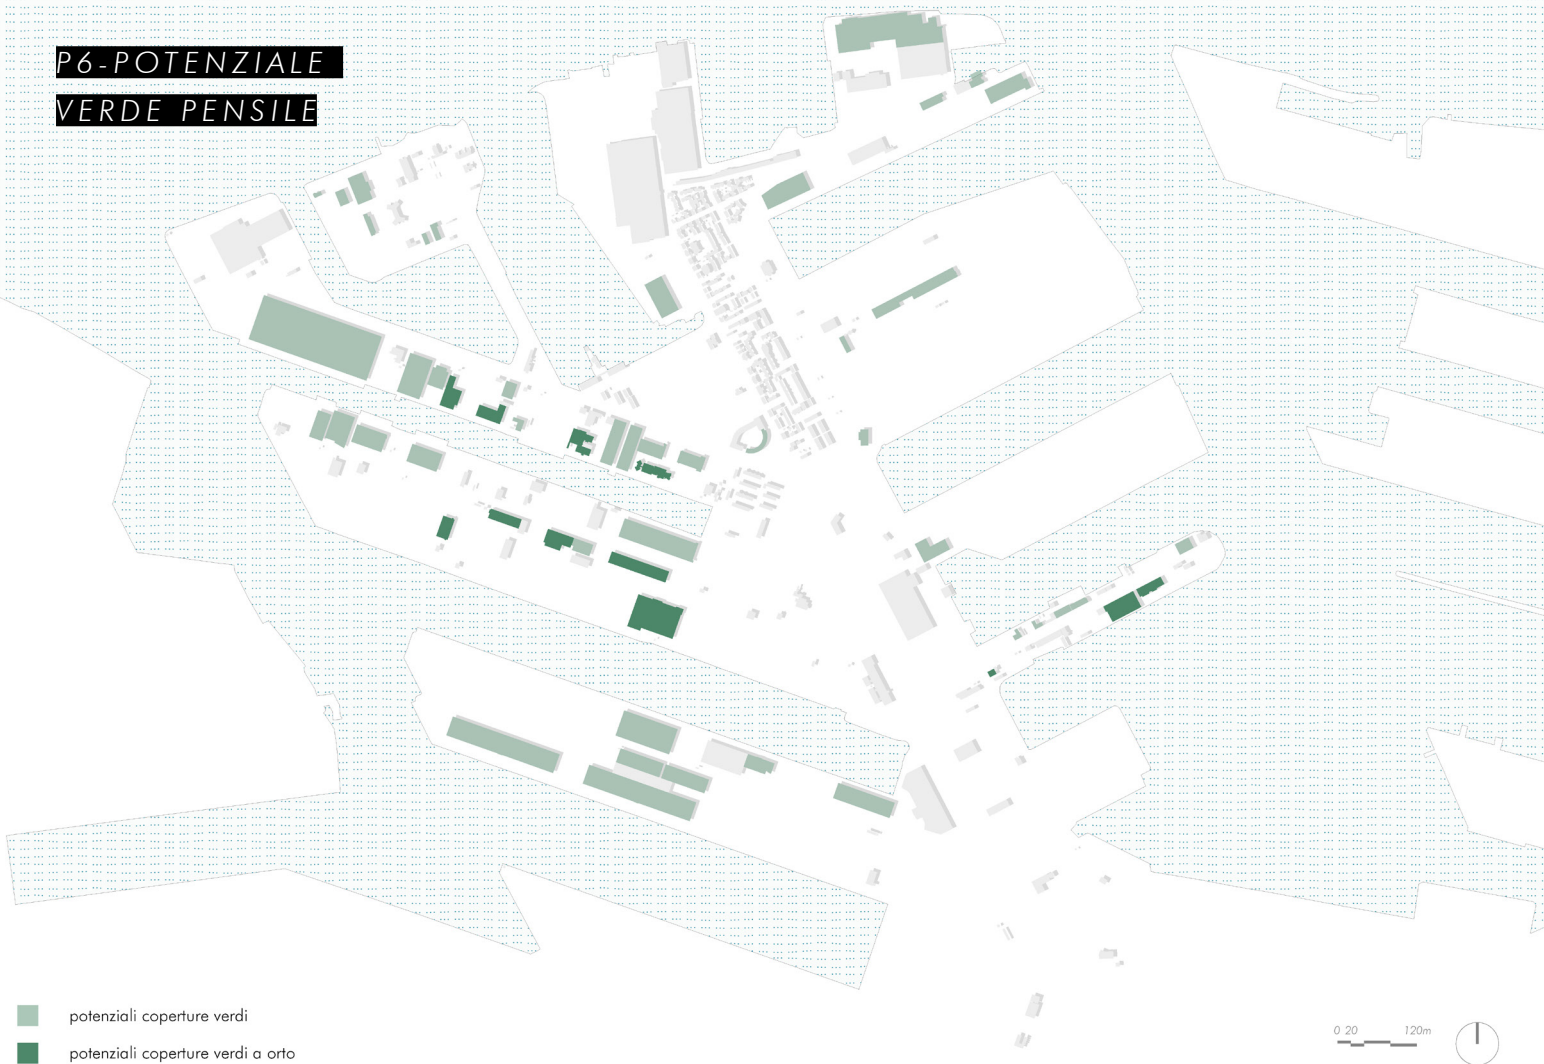 P6-POTENZIALE
VERDE PENSILE
potenziali coperture verdi
potenziali coperture verdi a orto
0 20 120m